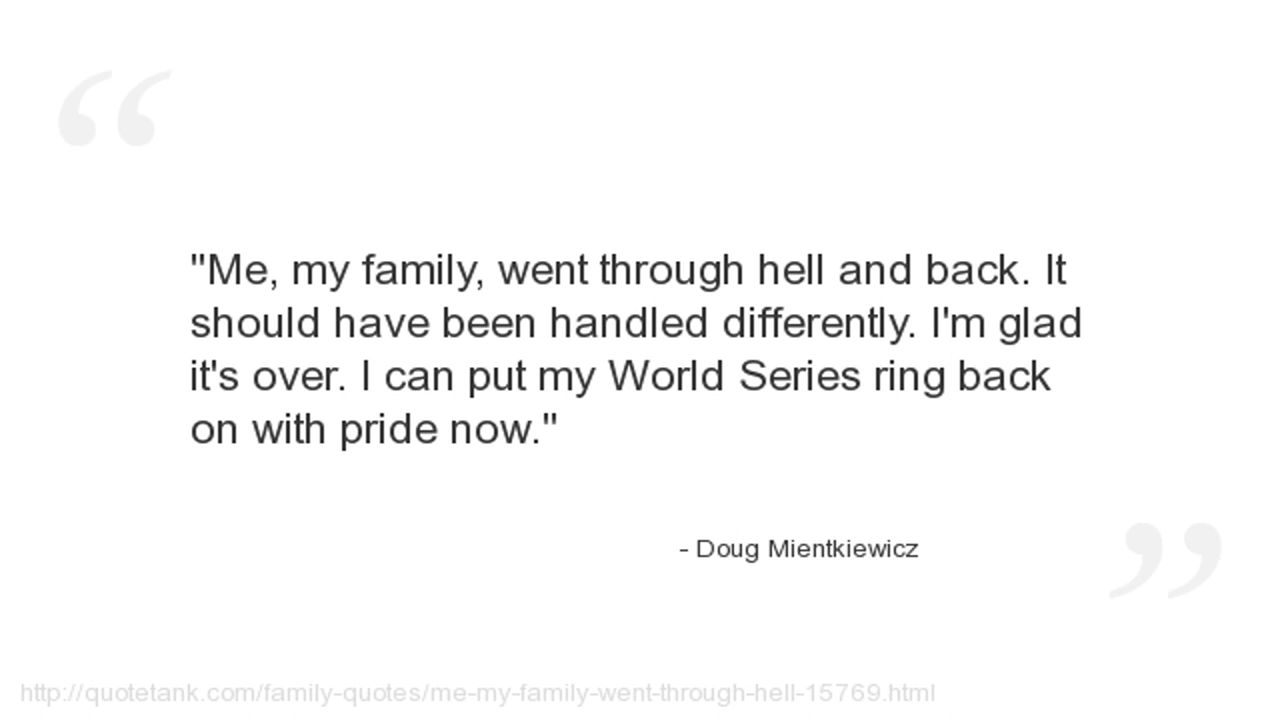 "Me, my family, went through hell and back. It
should have been handled differently. I'm glad
it's over. I can put my World Series ring back
on with pride now."
- Doug Mientkiewicz
http://quotetank.com/family-quotes/me-my-family-went-through-hell-15769.html